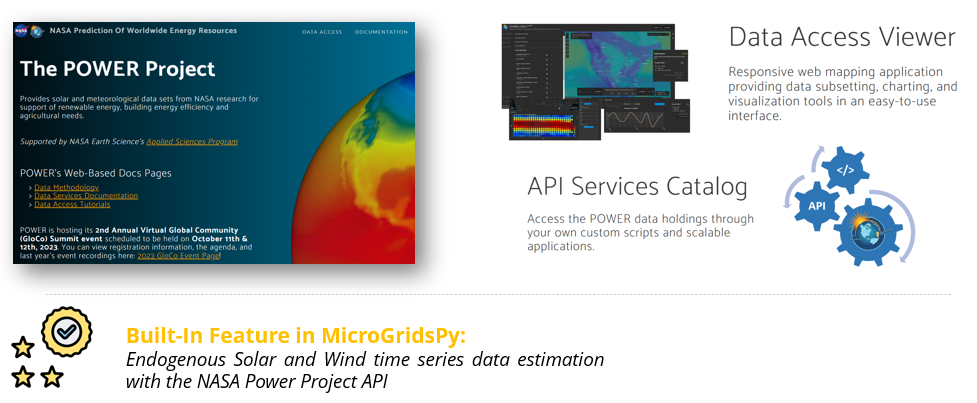 NASA Prediction Of Worldwide Energy Resources
DATA ACCESS
DOCUMENTATION
The POWER Project
Provides solar and meteorological data sets from NASA research for
support of renewable energy, building energy efficiency and
agricultural needs.
Supported by NASA Earth Science's Applied Sciences Program
POWER's Web-Based Docs Pages
> Data Methodology
> Data Services Documentation
> Data Access Tutorials
POWER is hosting its 2nd Annual Virtual Global Community
(GloCo) Summit event scheduled to be held on October 11th &
12th, 2023. You can view registration information, the agenda, and
last year's event recordings here: 2023 GloCo Event Page!
Data Access Viewer
Responsive web mapping application
providing data subsetting, charting, and
visualization tools in an easy-to-use
interface.
API Services Catalog
Access the POWER data holdings through
your own custom scripts and scalable
applications.
</>
API
Built-In Feature in MicroGridsPy:
Endogenous Solar and Wind time series data estimation
with the NASA Power Project API